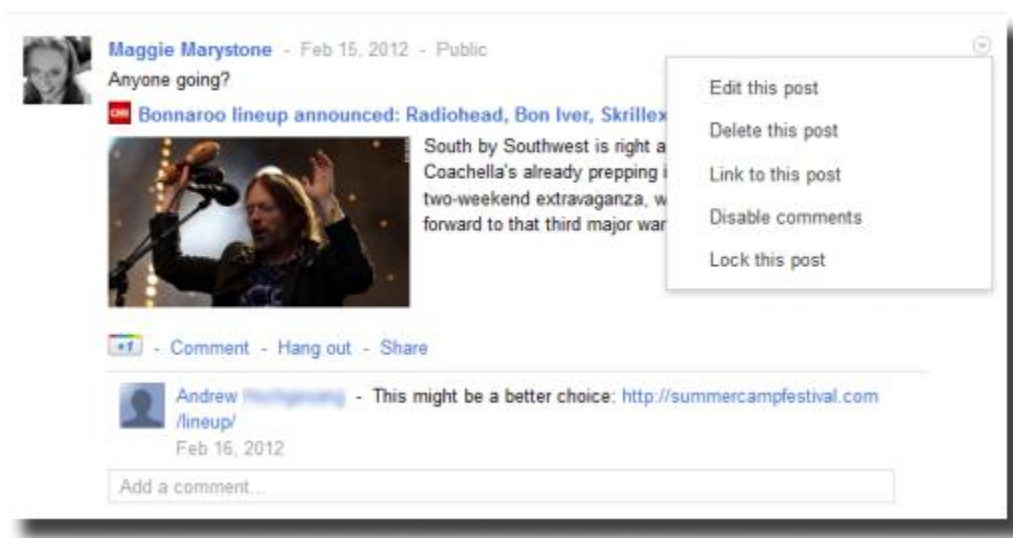 Maggie Marystone - Feb 15, 2012 - Public
Anyone going?
CNN Bonnaroo lineup announced: Radiohead, Bon Iver, Skrillex
South by Southwest is right a
Coachella's already prepping i
two-weekend extravaganza, w
forward to that third major war
Edit this post
Delete this post
Link to this post
Disable comments
Lock this post
+1 - Comment - Hang out - Share
Andrew - This might be a better choice: http://summercampfestival.com
/lineup/
Feb 16, 2012
Add a comment...